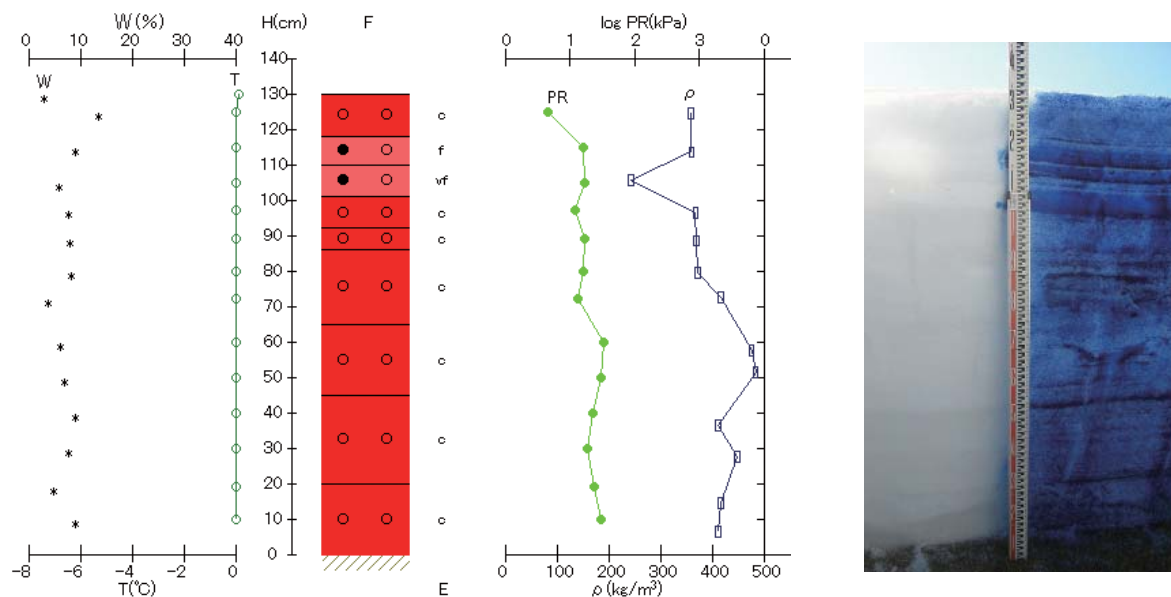 W(%) H(cm) F log PR(kPa)
0 10 20 30 40 0 1 2 3 0
140
W T 130 PR ρ
120 c
110 f
100 vf
90 c
80 c
70 c
60
50 c
40
30 c
20
10 c
0
-8 -6 -4 -2 0 0 100 200 300 400 500
T(℃) E ρ(kg/m³)